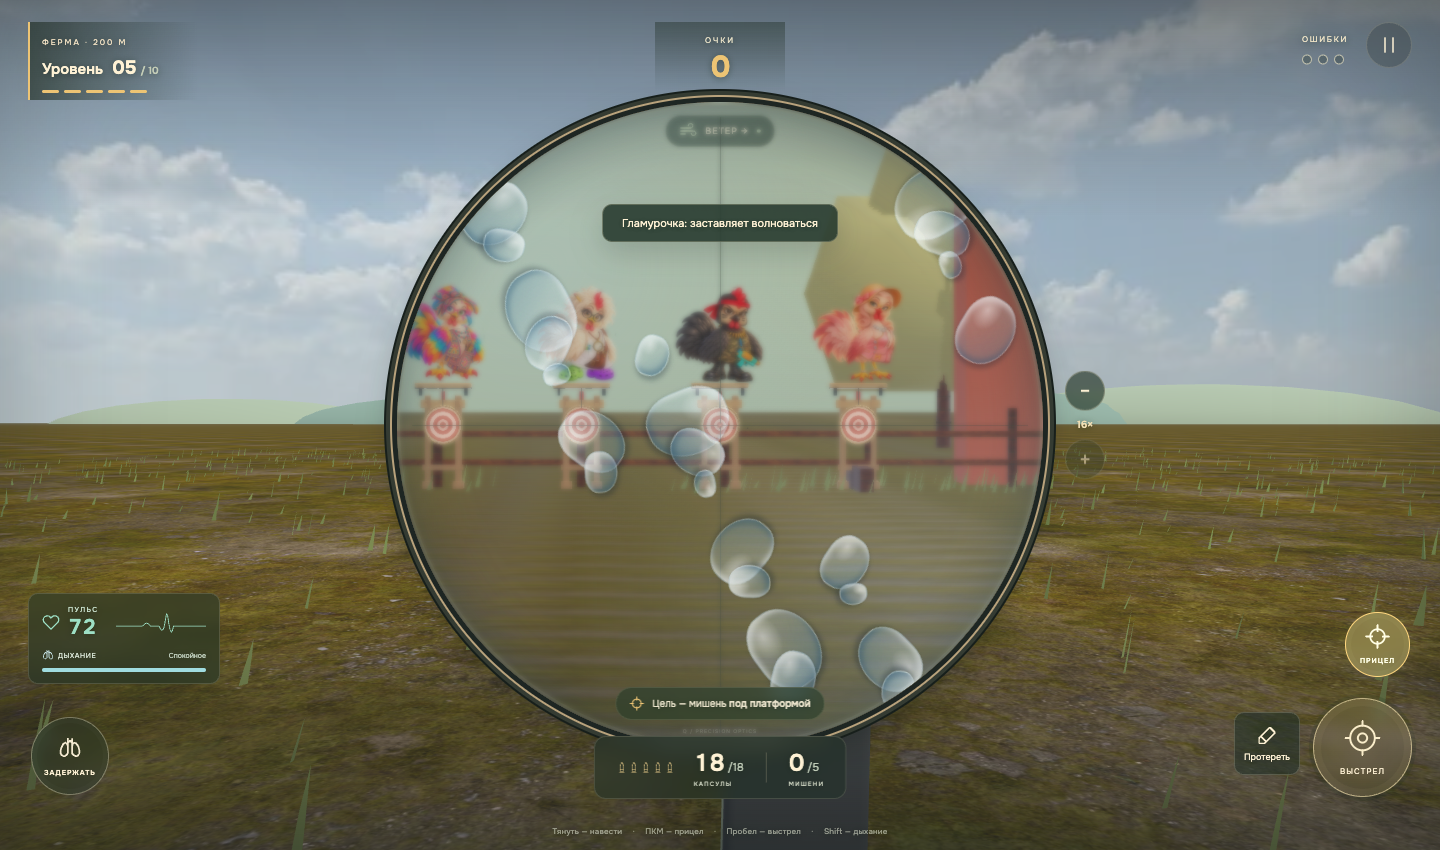 ФЕРМА · 200 М
Уровень 05 / 10
ОЧКИ
0
ОШИБКИ
ВЕТЕР
Гламурочка: заставляет волноваться
16×
ПУЛЬС
72
ДЫХАНИЕ Спокойное
ЗАДЕРЖАТЬ
ПРИЦЕЛ
Протереть
ВЫСТРЕЛ
Цель — мишень под платформой
18 /18
КАПСУЛЫ
0 /5
МИШЕНИ
Тянуть — навести · ПКМ — прицел · Пробел — выстрел · Shift — дыхание